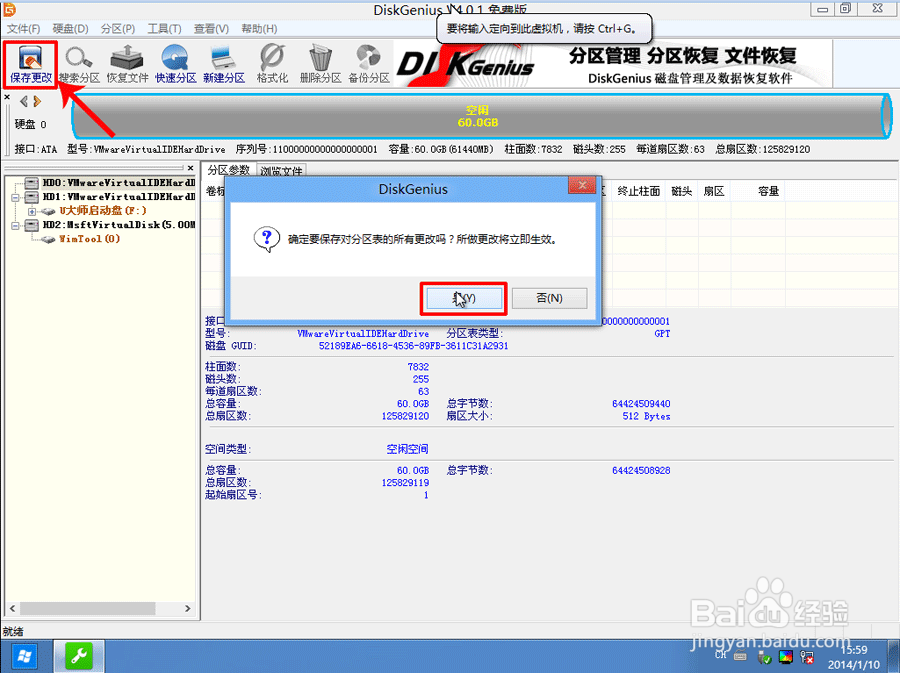 DiskGenius V4.0.1 免费版
要将输入定向到此虚拟机，请按 Ctrl+G。
文件(F) 硬盘(D) 分区(P) 工具(T) 查看(V) 帮助(H)
保存更改 搜索分区 恢复文件 快速分区 新建分区 格式化 删除分区 备份分区
DISKGenius
分区管理 分区恢复 文件恢复
DiskGenius 磁盘管理及数据恢复软件
硬盘 0
空闲
60.0GB
接口:ATA 型号:VMwareVirtualIDEHardDrive 序列号:11000000000000000001 容量:60.0GB(61440MB) 柱面数:7832 磁头数:255 每道扇区数:63 总扇区数:125829120
HD0:VMwareVirtualIDEHardD
HD1:VMwareVirtualIDEHardD
U大师启动盘(F:)
HD2:MsftVirtualDisk(5.00M
WimTool(0)
分区参数 浏览文件
卷标 终止柱面 磁头 扇区 容量
DiskGenius
确定要保存对分区表的所有更改吗？所做更改将立即生效。
(Y) 否(N)
接口 0000000000001
型号: VMwareVirtualIDEHardDrive 分区表类型: GPT
磁盘 GUID: 52189EA6-6618-4536-89FB-3611C31A2931
柱面数: 7832
磁头数: 255
每道扇区数: 63
总容量: 60.0GB 总字节数: 64424509440
总扇区数: 125829120 扇区大小: 512 Bytes
空间类型: 空闲空间
总容量: 60.0GB 总字节数: 64424508928
总扇区数: 125829119
起始扇区号: 1
就绪
Baidu 经验
jingyan.baidu.com
CH
15:59
2014/1/10